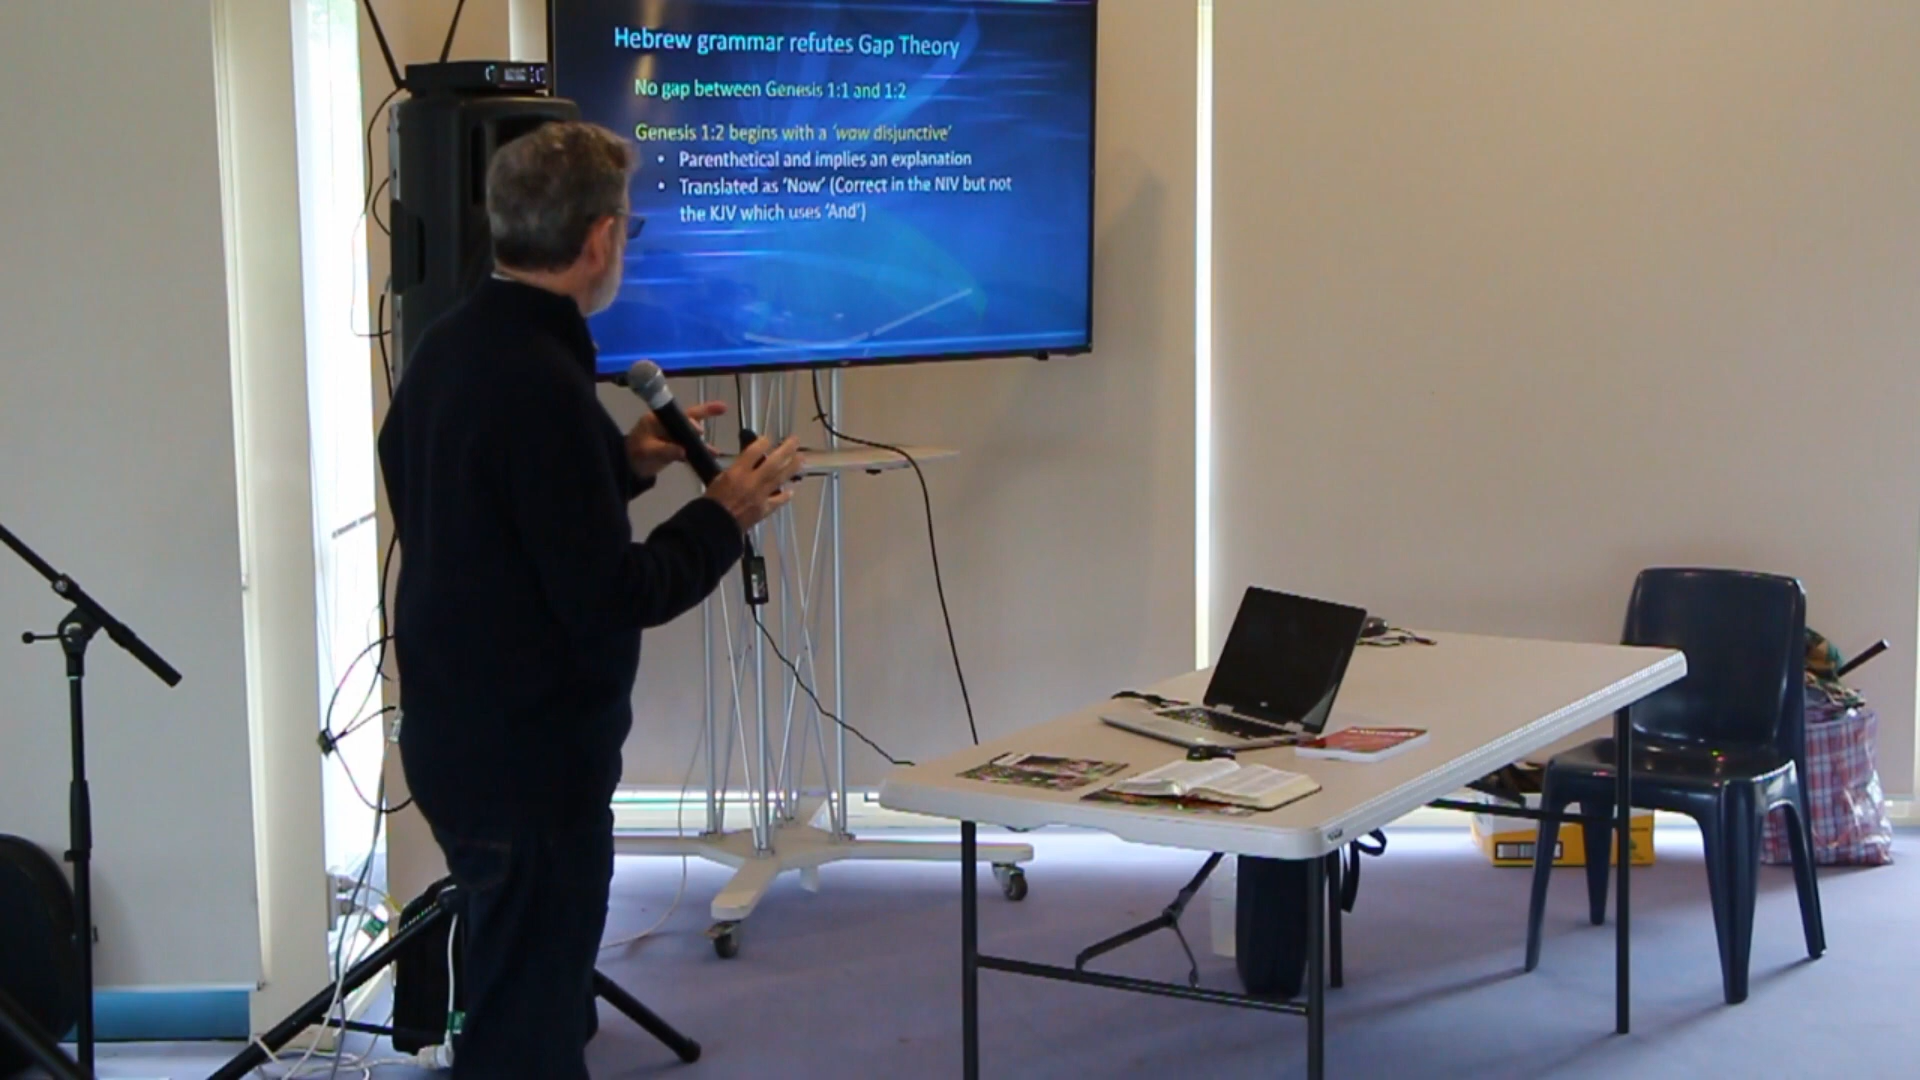 Hebrew grammar refutes Gap Theory
No gap between Genesis 1:1 and 1:2
Genesis 1:2 begins with a ‘waw disjunctive’
• Parenthetical and implies an explanation
• Translated as ‘Now’ (Correct in the NIV but not
the KJV which uses ‘And’)